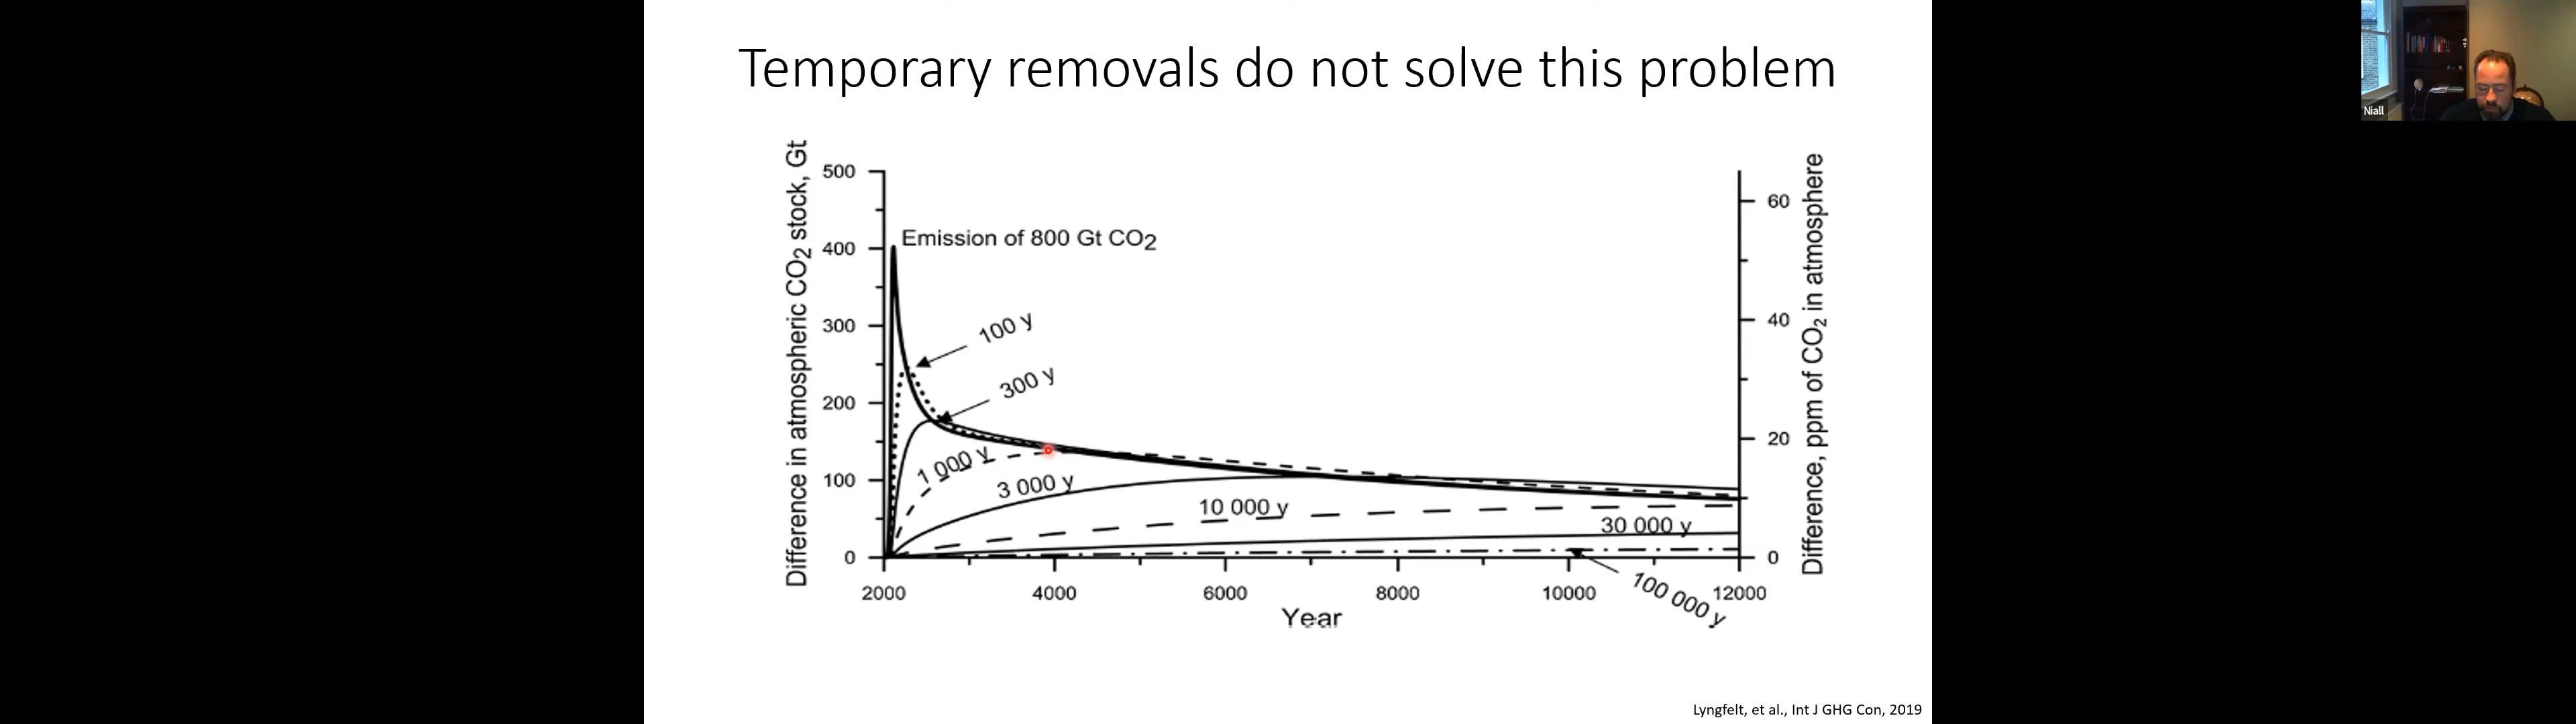 Temporary removals do not solve this problem
Niall
Difference in atmospheric CO2 stock, Gt
500
400
300
200
100
0
Emission of 800 Gt CO2
100 y
300 y
1 000 y
3 000 y
10 000 y
30 000 y
100 000 y
60
40
20
0
Difference, ppm of CO2 in atmosphere
2000 4000 6000 8000 10000 12000
Year
Lyngfelt, et al., Int J GHG Con, 2019